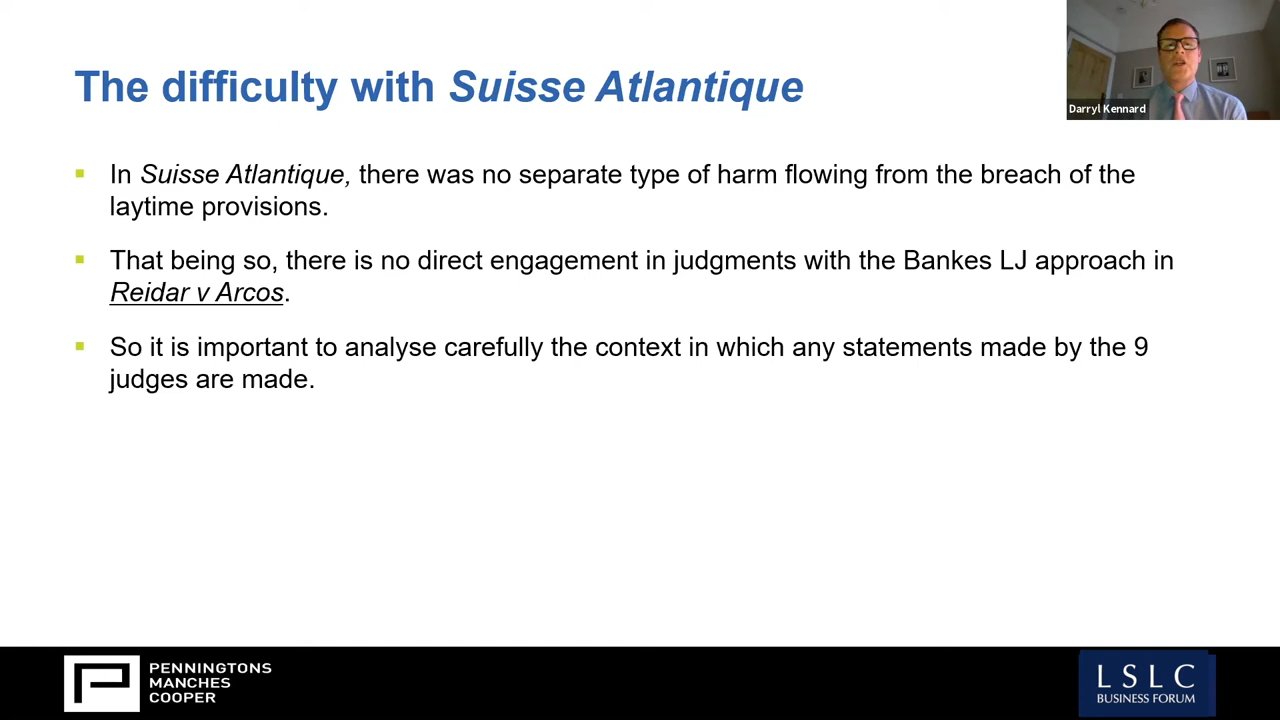 The difficulty with Suisse Atlantique
Darryl Kennard
In Suisse Atlantique, there was no separate type of harm flowing from the breach of the
laytime provisions.
That being so, there is no direct engagement in judgments with the Bankes LJ approach in
Reidar v Arcos.
So it is important to analyse carefully the context in which any statements made by the 9
judges are made.
PENNINGTONS
MANCHES
COOPER
LSLC
BUSINESS FORUM